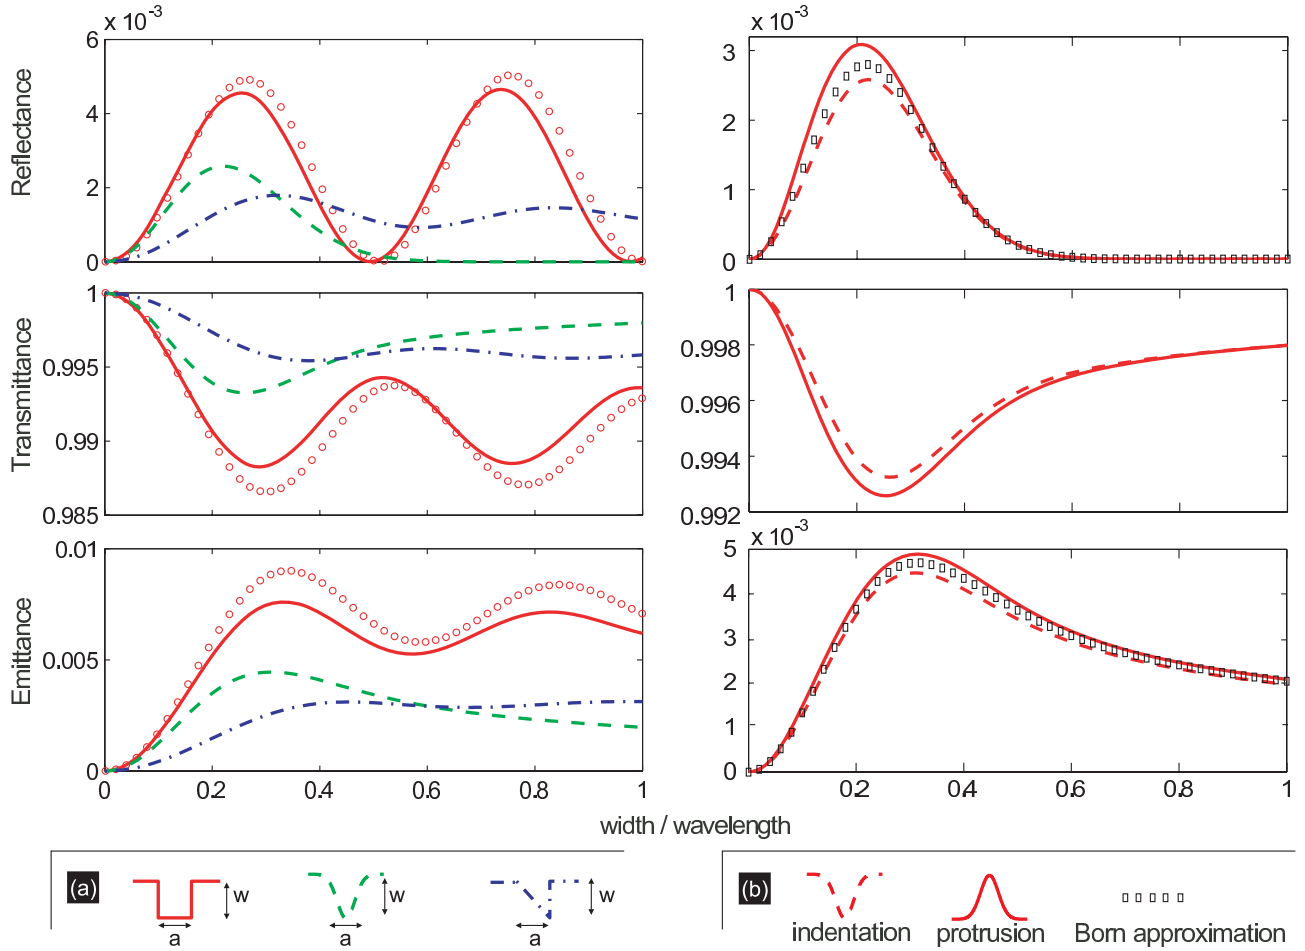 x 10⁻³
6
4
2
0
Reflectance
x 10⁻³
3
2
1
0
1
0.995
0.99
0.985
Transmittance
1
0.998
0.996
0.994
0.992
0.01
0.005
0
Emittance
0 0.2 0.4 0.6 0.8 1
x 10⁻³
5
4
3
2
1
0
0.2 0.4 0.6 0.8 1
width / wavelength
(a) w a w a w a
(b) indentation protrusion Born approximation